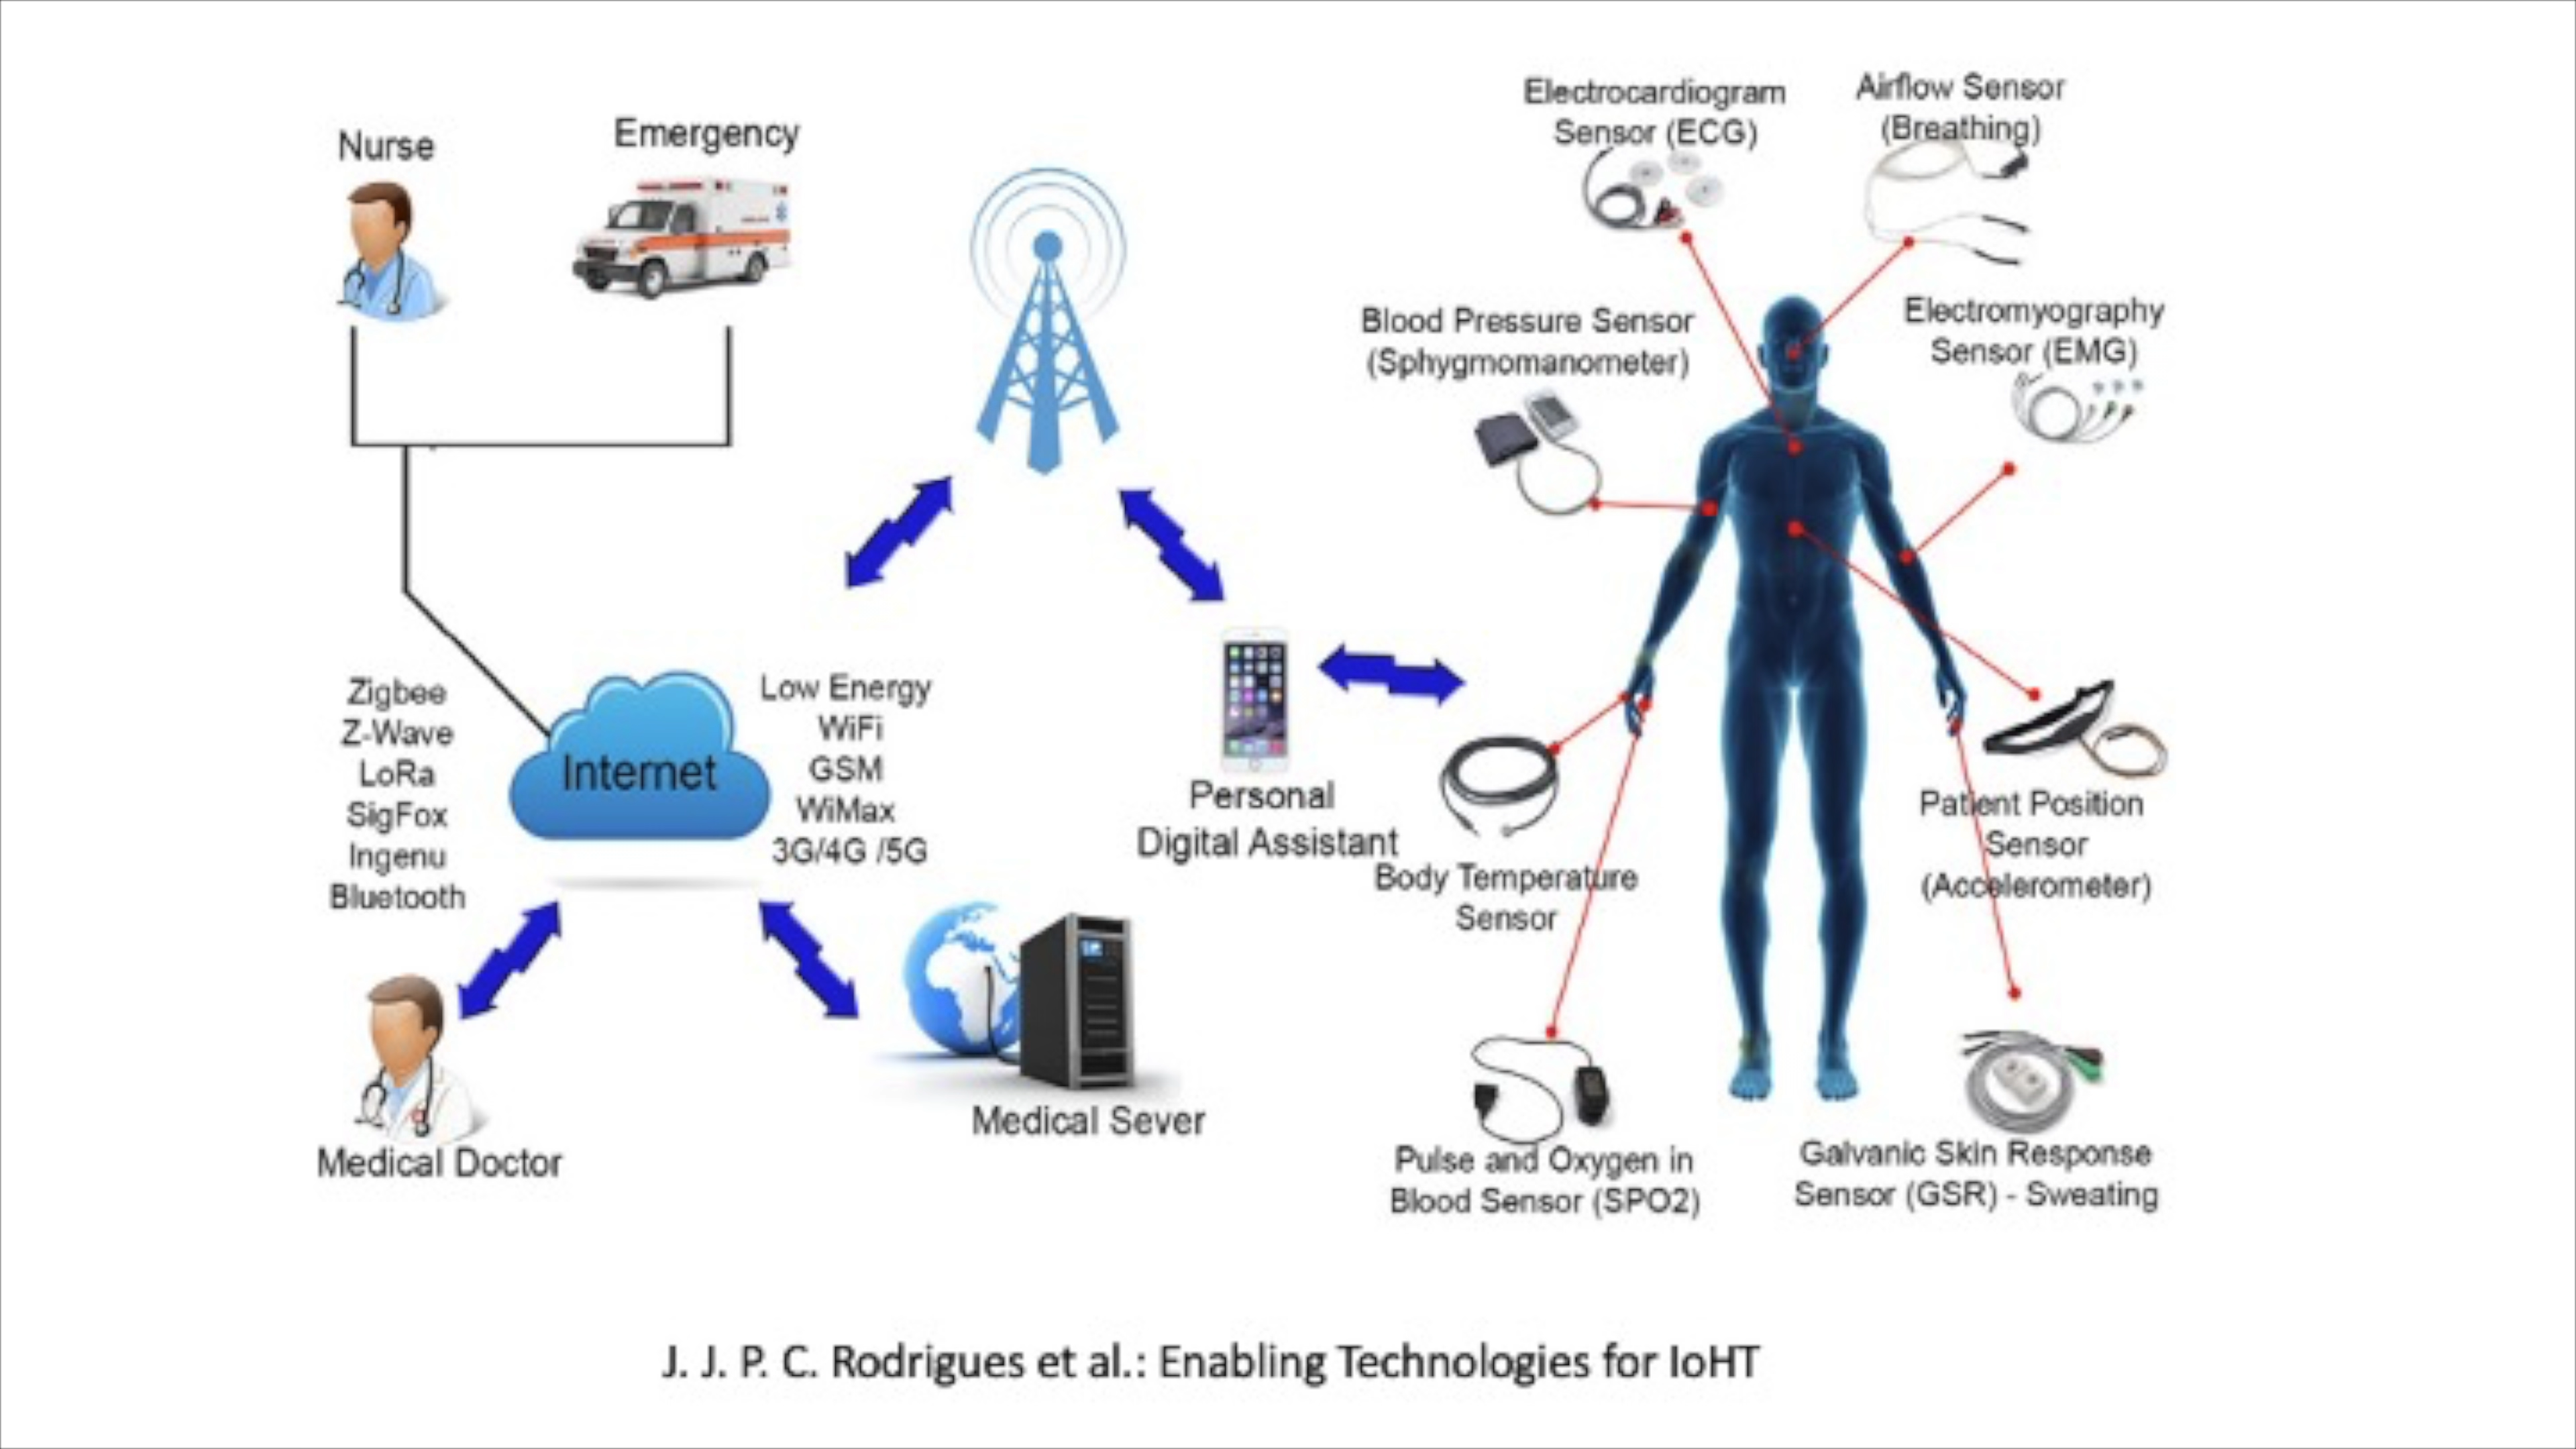 Nurse
Emergency
Electrocardiogram
Sensor (ECG)
Airflow Sensor
(Breathing)
Blood Pressure Sensor
(Sphygmomanometer)
Electromyography
Sensor (EMG)
Zigbee
Z-Wave
LoRa
SigFox
Ingenu
Bluetooth
Internet
Low Energy
WiFi
GSM
WiMax
3G/4G /5G
Personal
Digital Assistant
Body Temperature
Sensor
Patient Position
Sensor
(Accelerometer)
Medical Doctor
Medical Sever
Pulse and Oxygen in
Blood Sensor (SPO2)
Galvanic Skin Response
Sensor (GSR) - Sweating
J. J. P. C. Rodrigues et al.: Enabling Technologies for IoHT